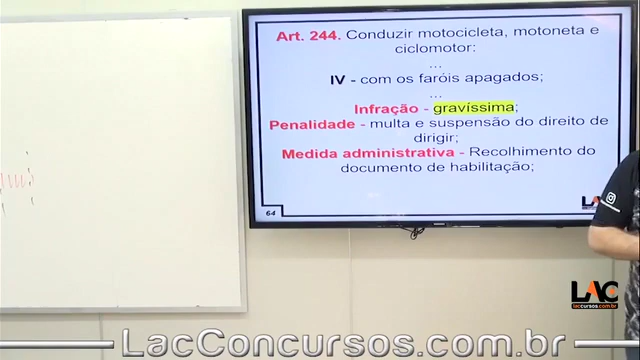 Art. 244. Conduzir motocicleta, motoneta e
ciclomotor:
...
IV - com os faróis apagados;
...
Infração - gravíssima;
Penalidade - multa e suspensão do direito de
dirigir;
Medida administrativa - Recolhimento do
documento de habilitação;
64
LAC
LAC
laccursos.com.br
LacConcursos.com.br